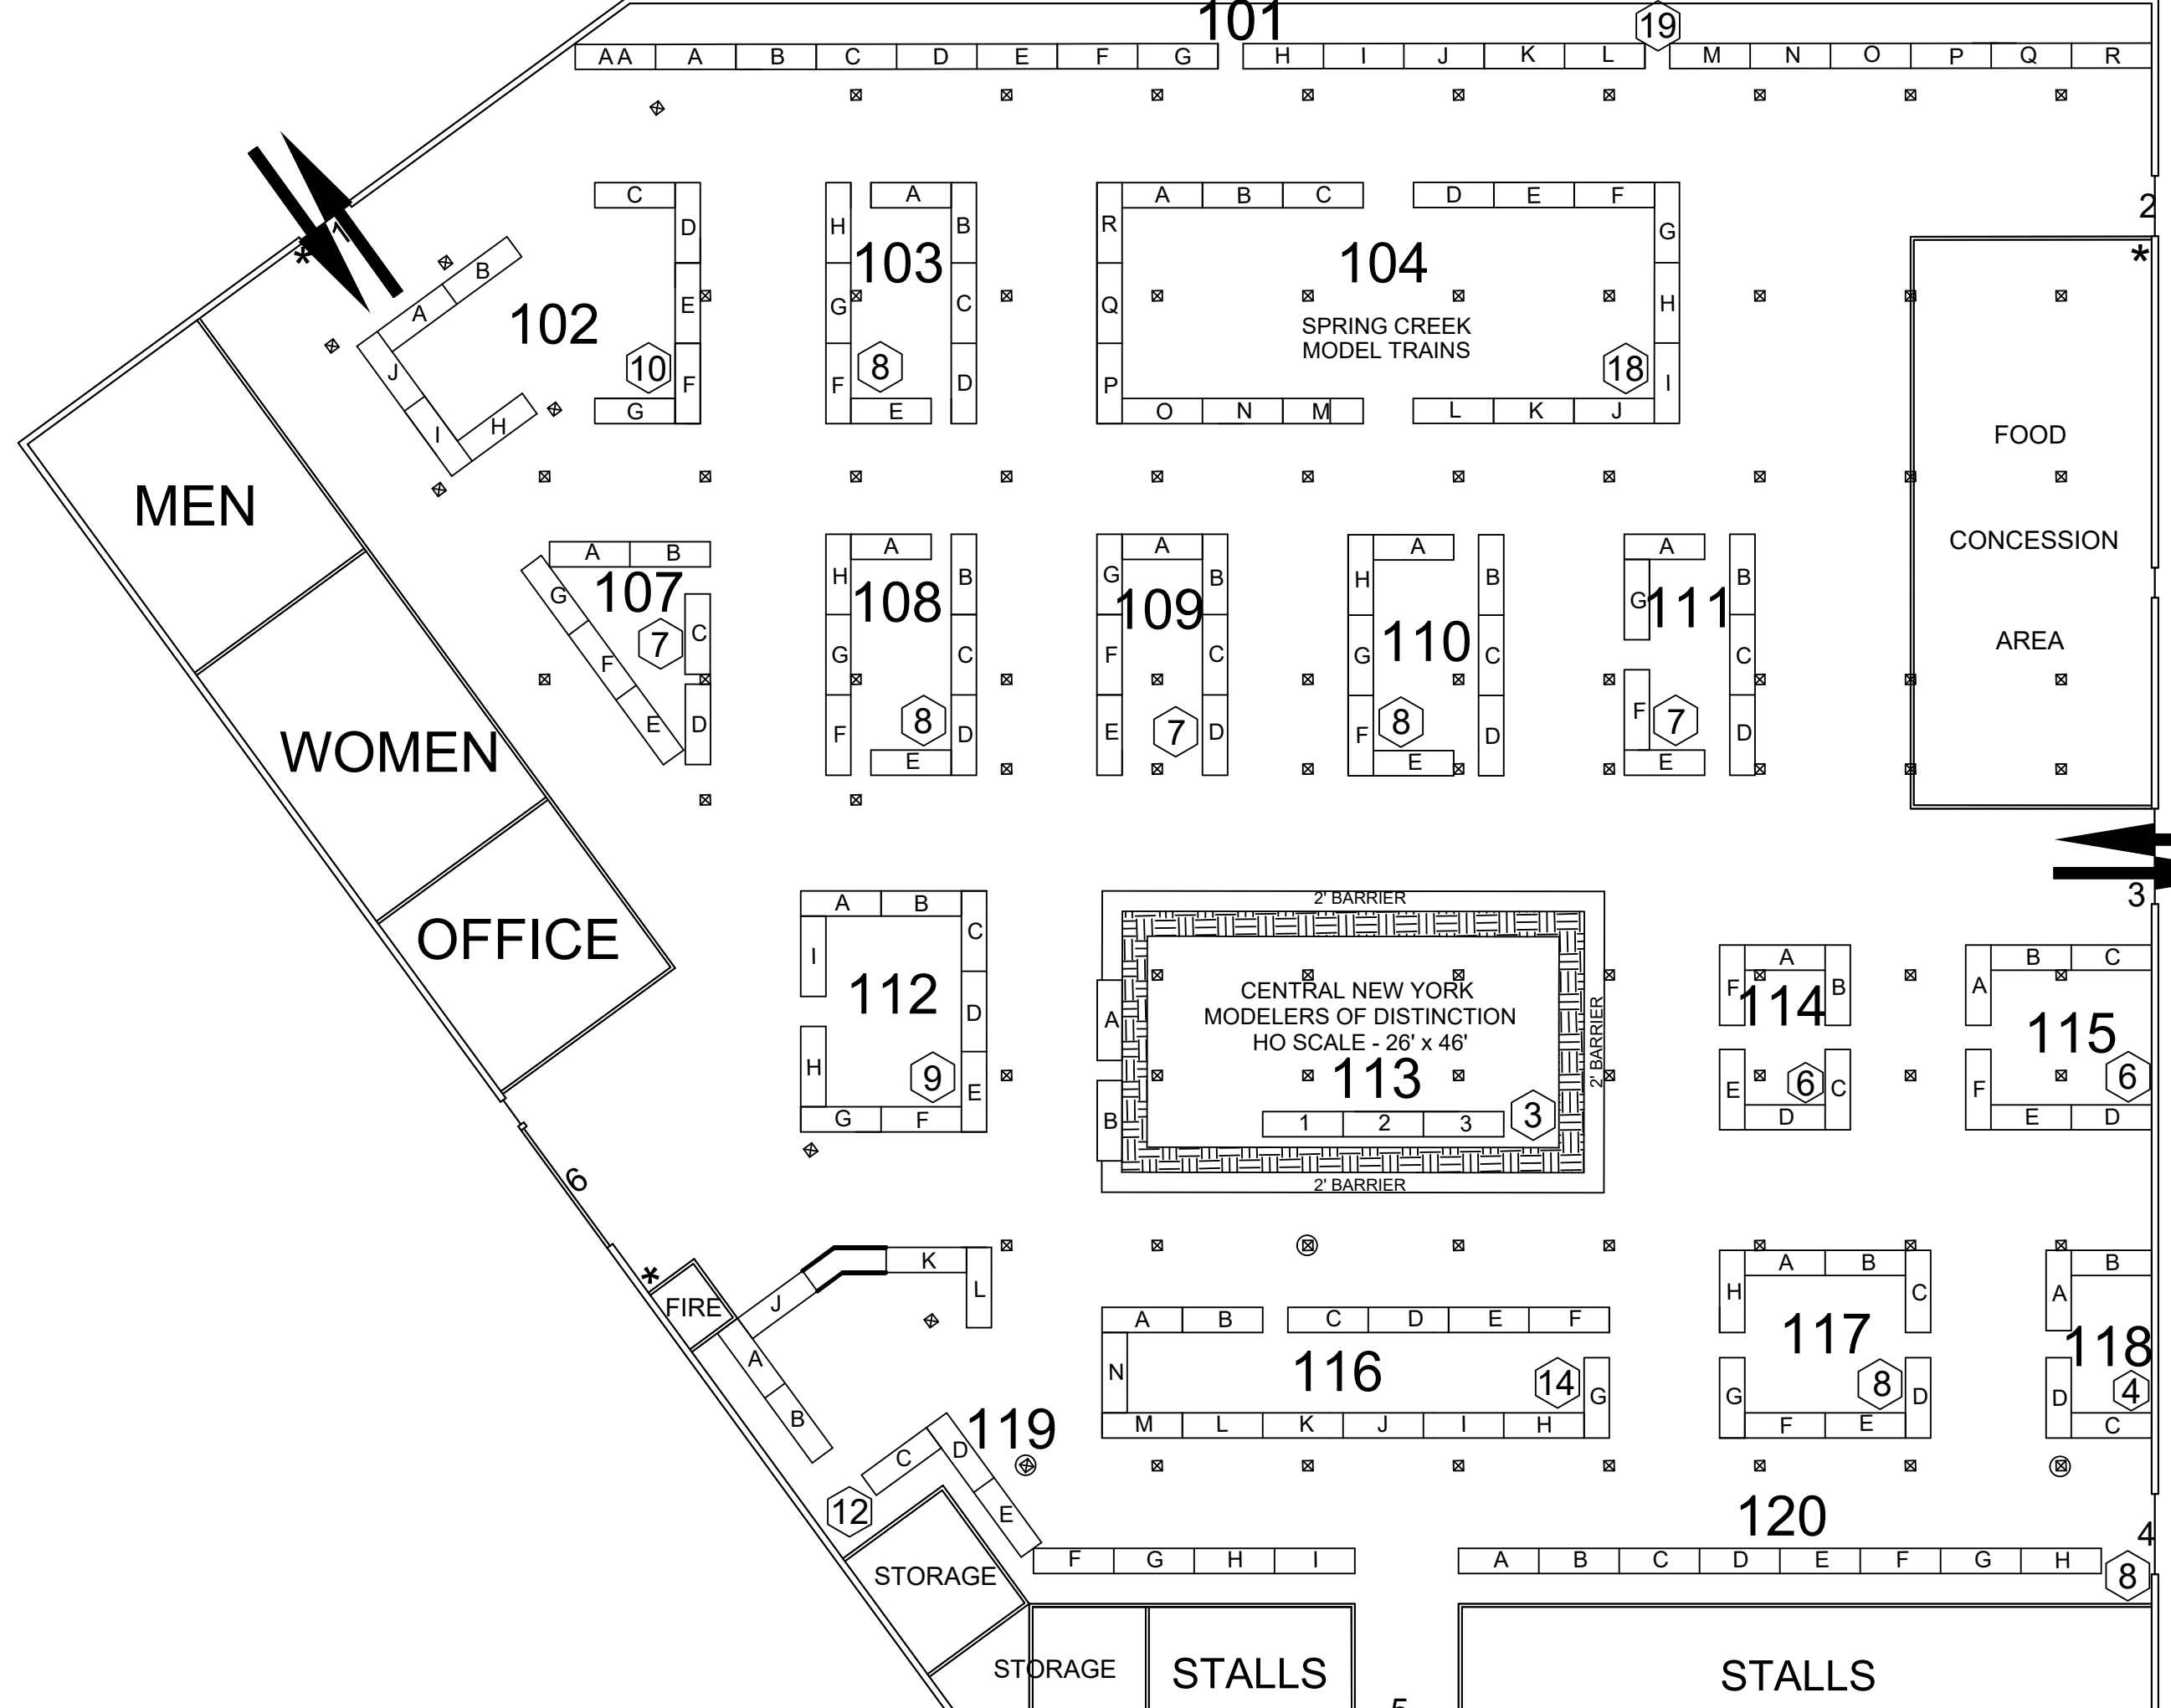 101
19
AA A B C D E F G H I J K L M N O P Q R
1
*
2
*
C
D
E
F
G
B
A
J
I
H
102
10
H
G
F
A
B
C
D
E
103
8
R
Q
P
A B C D E F
G
H
I
O N M L K J
104
SPRING CREEK
MODEL TRAINS
18
FOOD
CONCESSION
AREA
MEN
WOMEN
OFFICE
A B
G
F
E
C
D
107
7
H
G
F
A
B
C
D
E
108
8
G
F
E
A
B
C
D
109
7
H
G
F
A
B
C
D
E
110
8
A
G
F
E
B
C
D
111
7
3
A B
C
D
E
I
H
G F
112
9
2' BARRIER
A
B
CENTRAL NEW YORK
MODELERS OF DISTINCTION
HO SCALE - 26' x 46'
113
1 2 3
3
2' BARRIER
2' BARRIER
F
A
B
114
E
D
C
6
A
B C
115
F
E D
6
6
*
FIRE
J
K
L
A
B
C
D
E
119
12
F G H I
A B C D E F
N
116
14
G
M L K J I H
H
A B
C
117
G
F E
D
8
A
B
118
D
C
4
120
4
A B C D E F G H
8
STORAGE
STORAGE
STALLS
STALLS